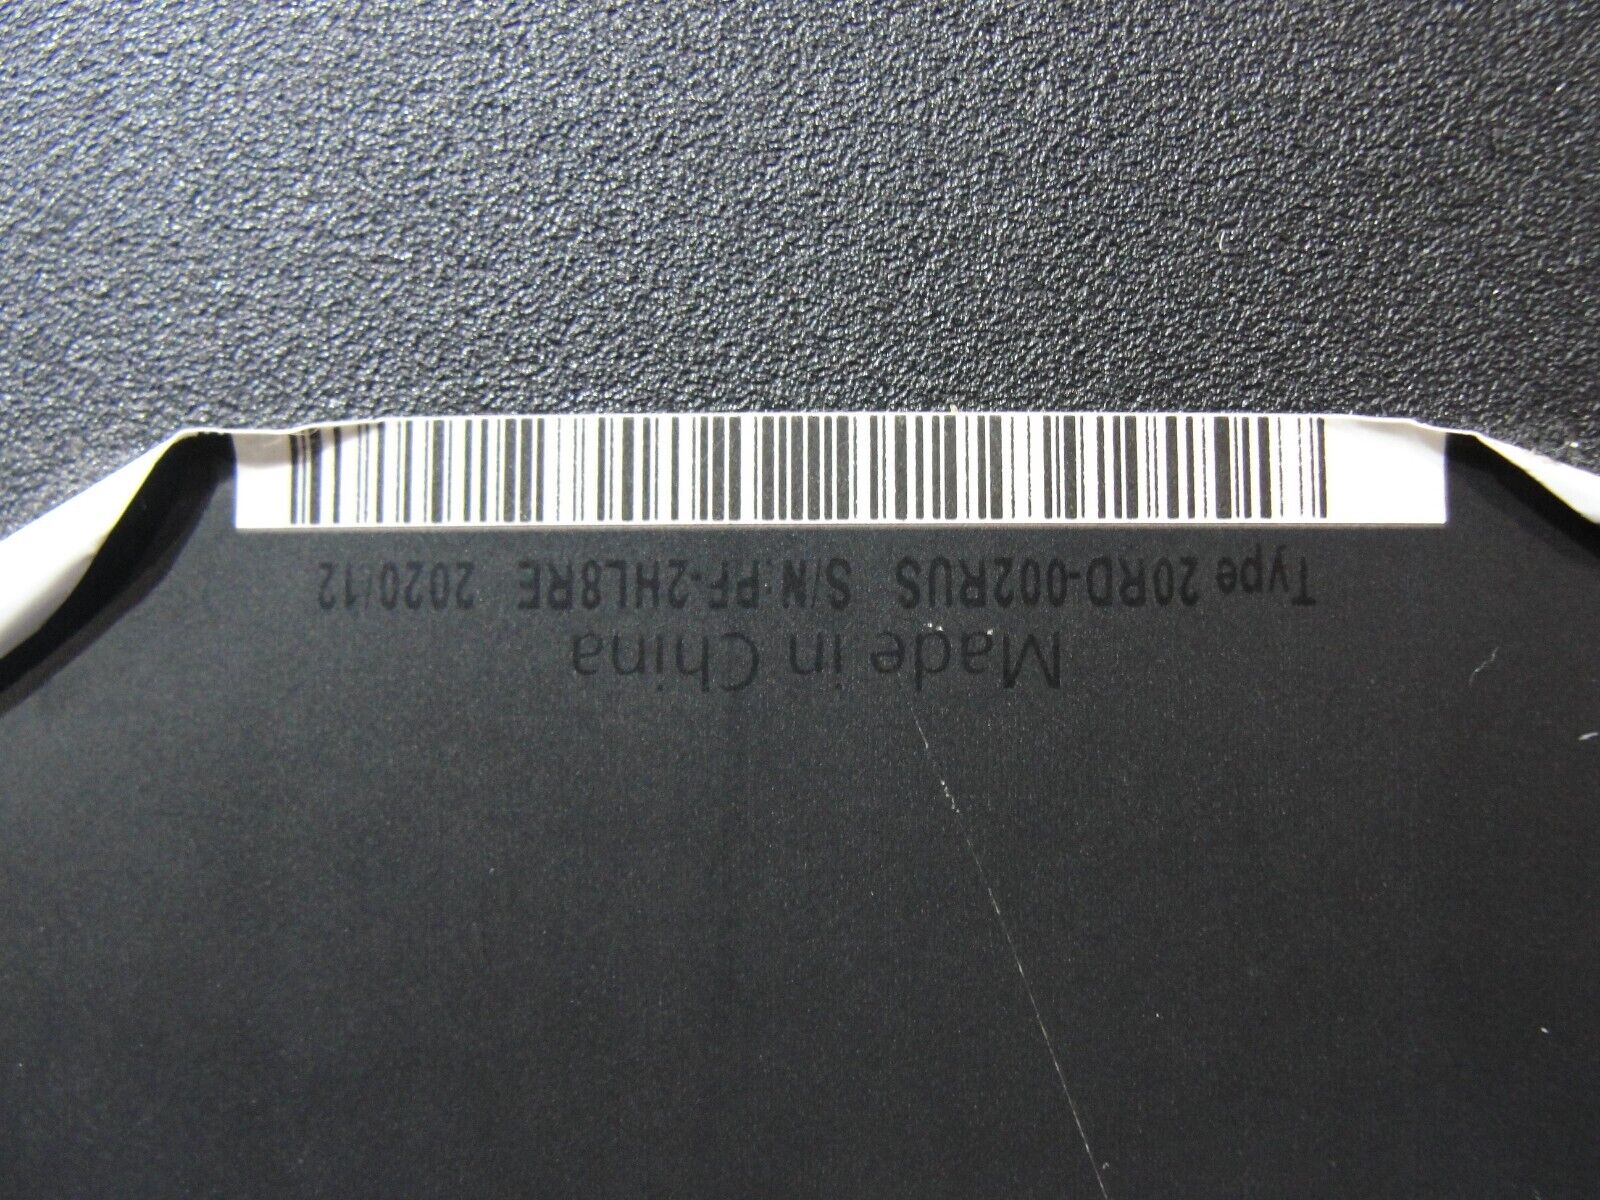 Made in China
Type 20RD-002RUS S/N:PF-2HL8RE 2020/12